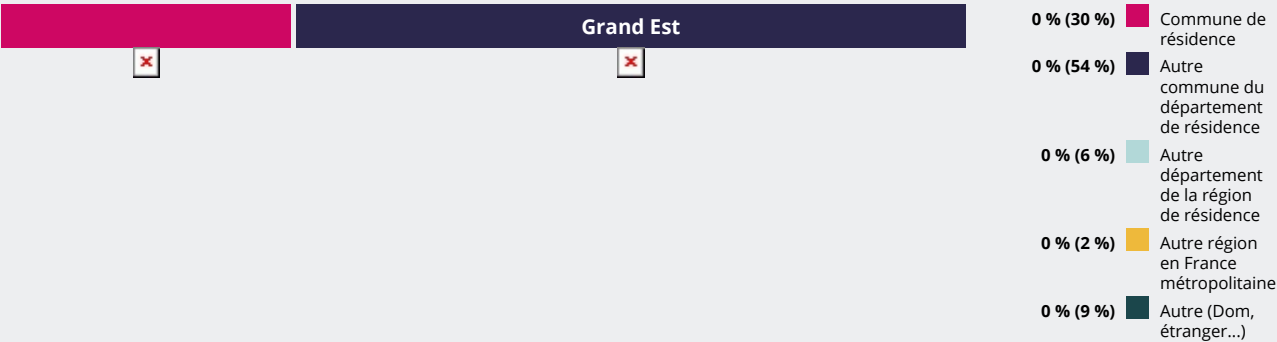 Grand Est
0 % (30 %) Commune de
résidence
0 % (54 %) Autre
commune du
département
de résidence
0 % (6 %) Autre
département
de la région
de résidence
0 % (2 %) Autre région
en France
métropolitaine
0 % (9 %) Autre (Dom,
étranger...)